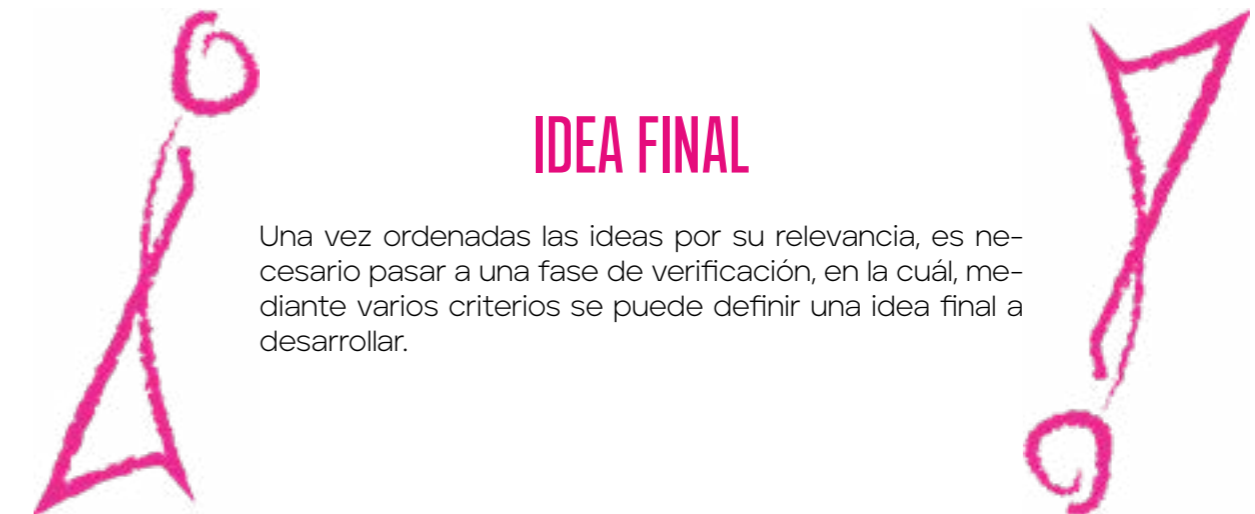 IDEA FINAL
Una vez ordenadas las ideas por su relevancia, es ne-
cesario pasar a una fase de verificación, en la cuál, me-
diante varios criterios se puede definir una idea final a
desarrollar.